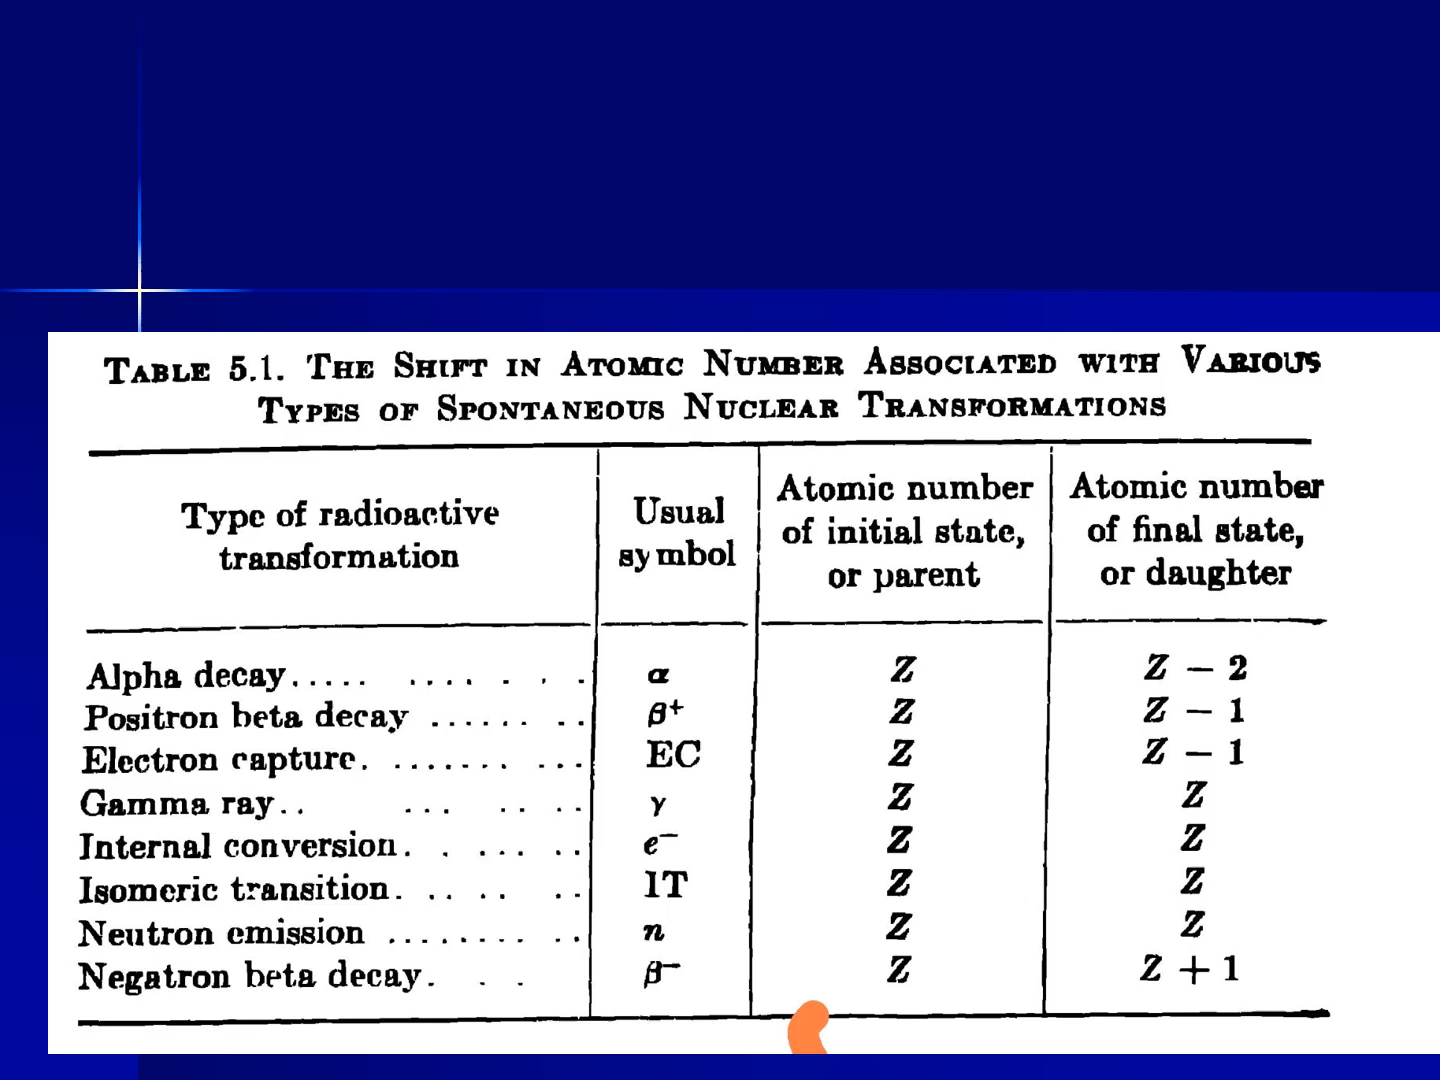 TABLE 5.1. THE SHIFT IN ATOMIC NUMBER ASSOCIATED WITH VARIOUS
TYPES OF SPONTANEOUS NUCLEAR TRANSFORMATIONS
Type of radioactive transformation
Usual symbol
Atomic number of initial state, or parent
Atomic number of final state, or daughter
Alpha decay..... .... . . . α Z Z − 2
Positron beta decay ...... .. β+ Z Z − 1
Electron capture. ....... ... EC Z Z − 1
Gamma ray.. ... .. .. γ Z Z
Internal conversion. . ... .. e− Z Z
Isomeric transition. .. .. .. IT Z Z
Neutron emission ........ .. n Z Z
Negatron beta decay. . . β− Z Z + 1